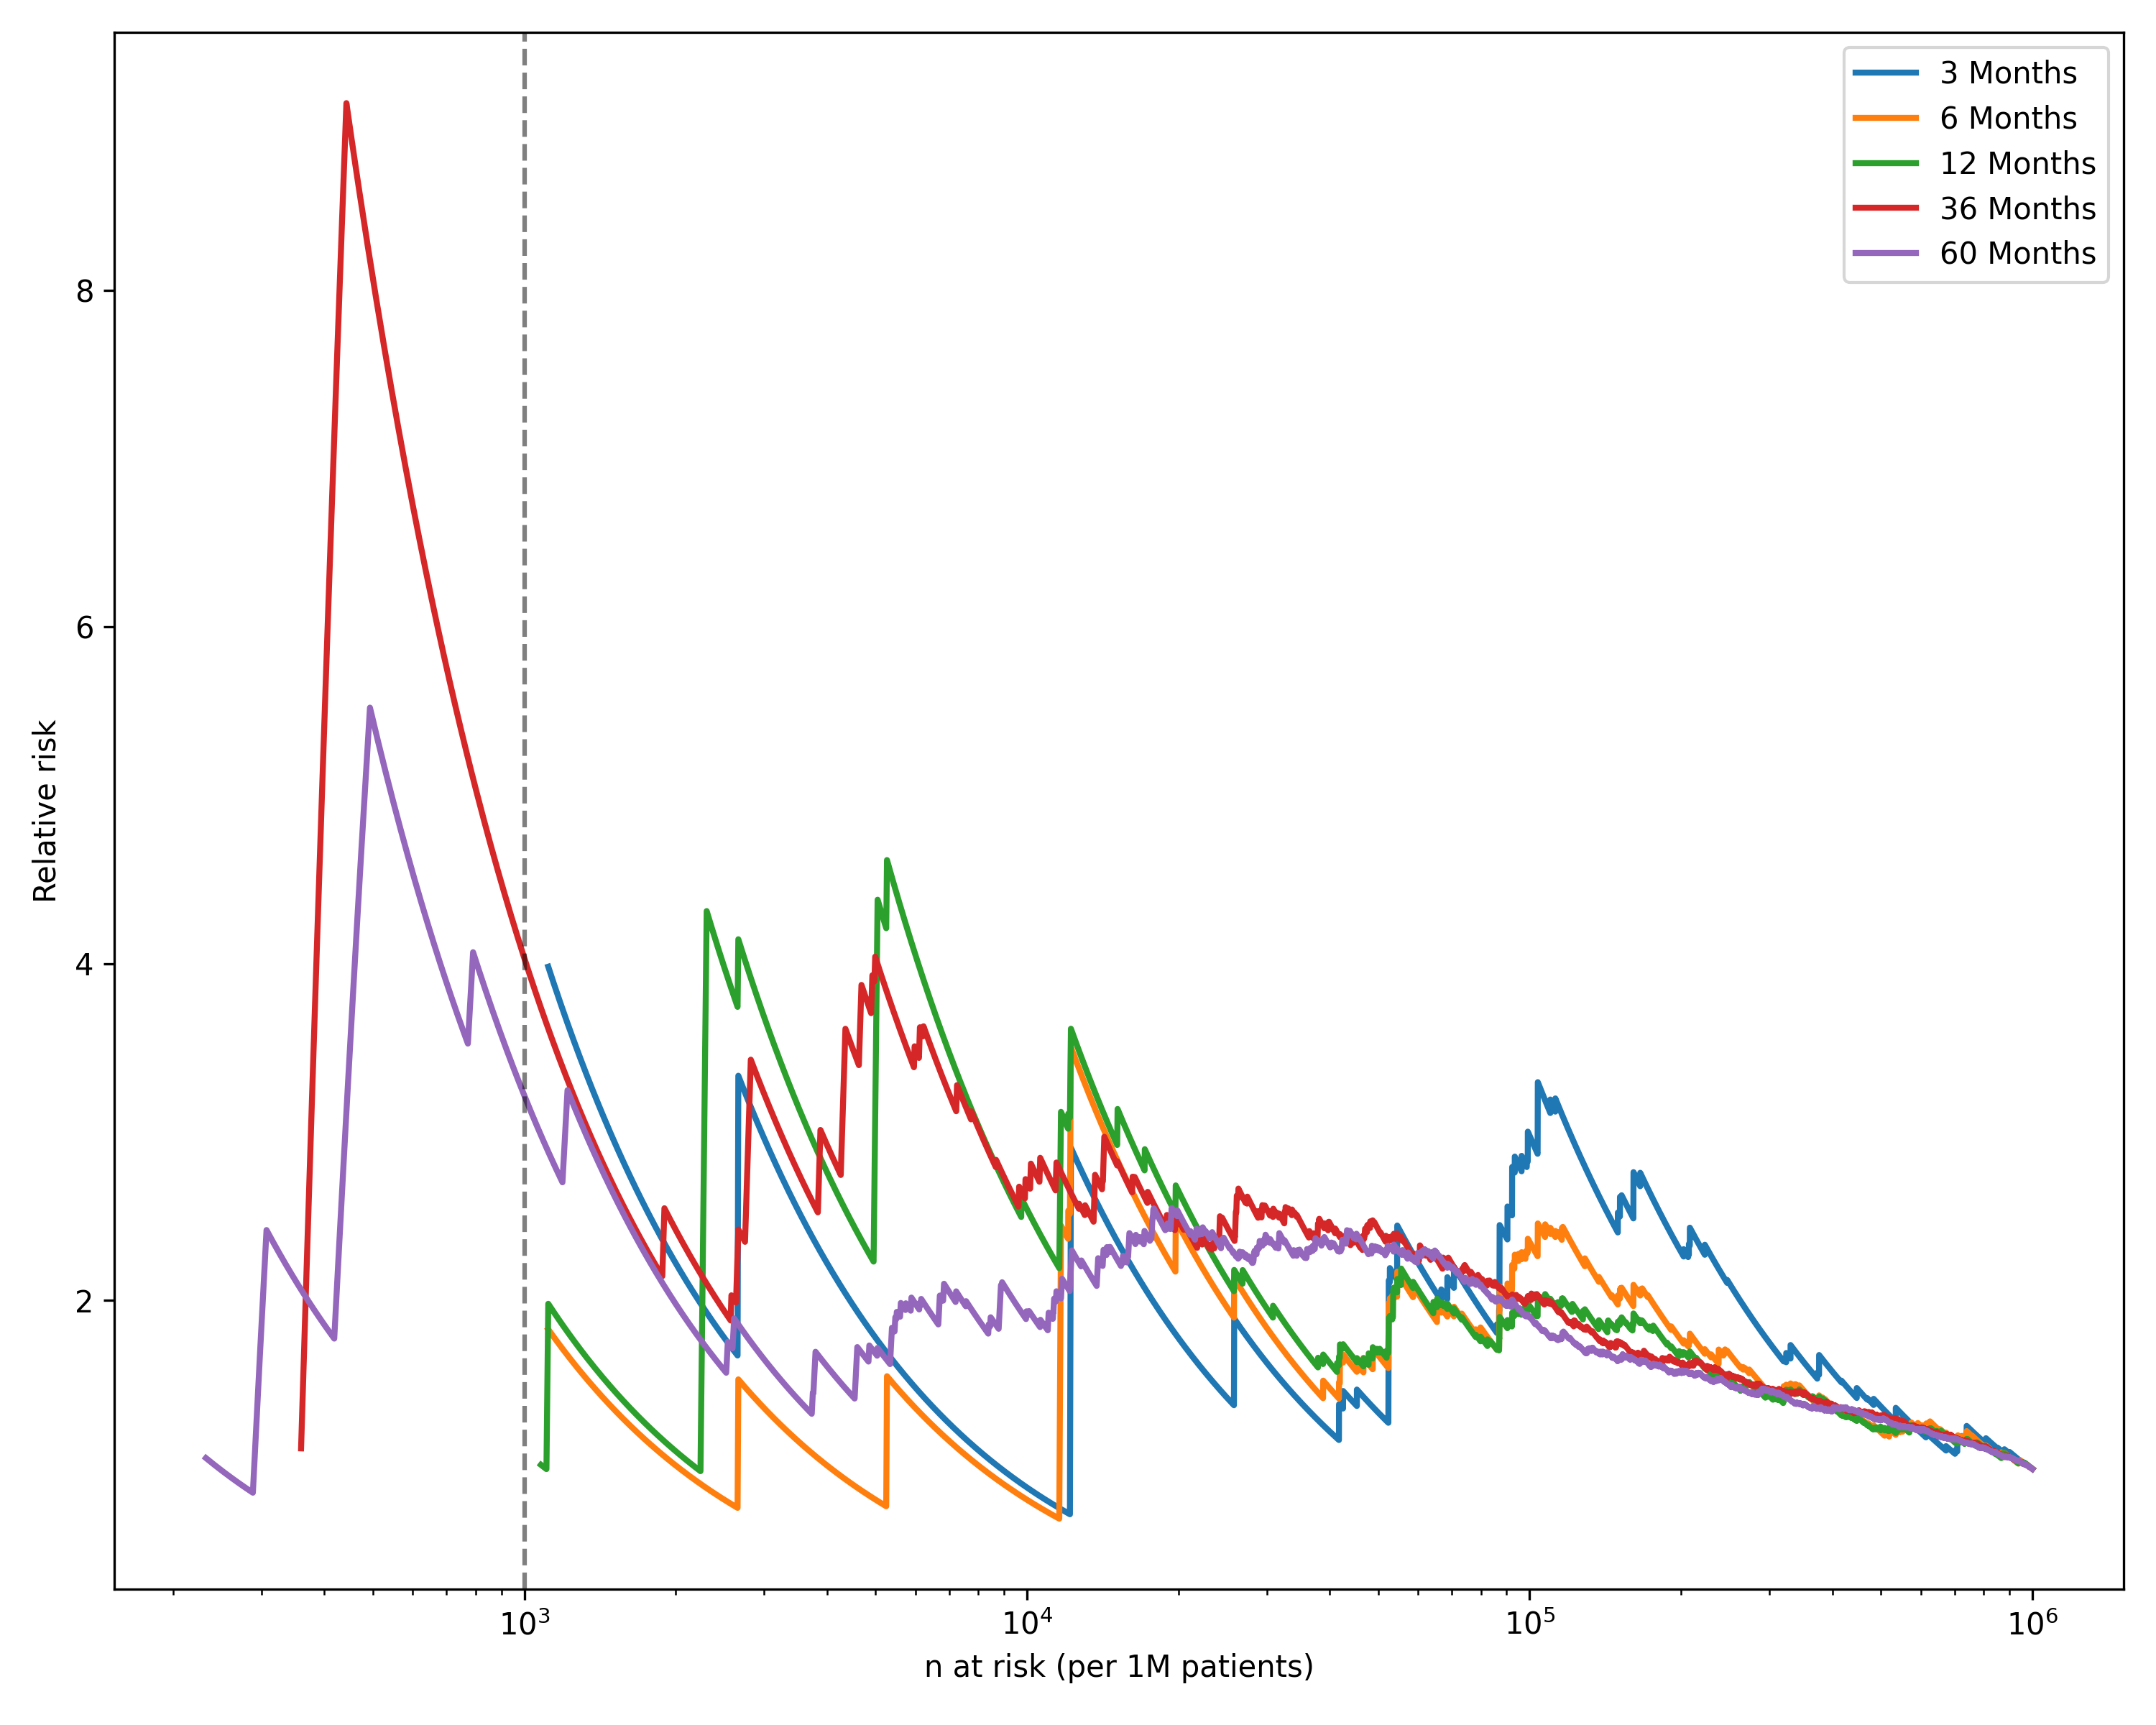 3 Months
6 Months
12 Months
36 Months
60 Months
Relative risk
8
6
4
2
10³ 10⁴ 10⁵ 10⁶
n at risk (per 1M patients)